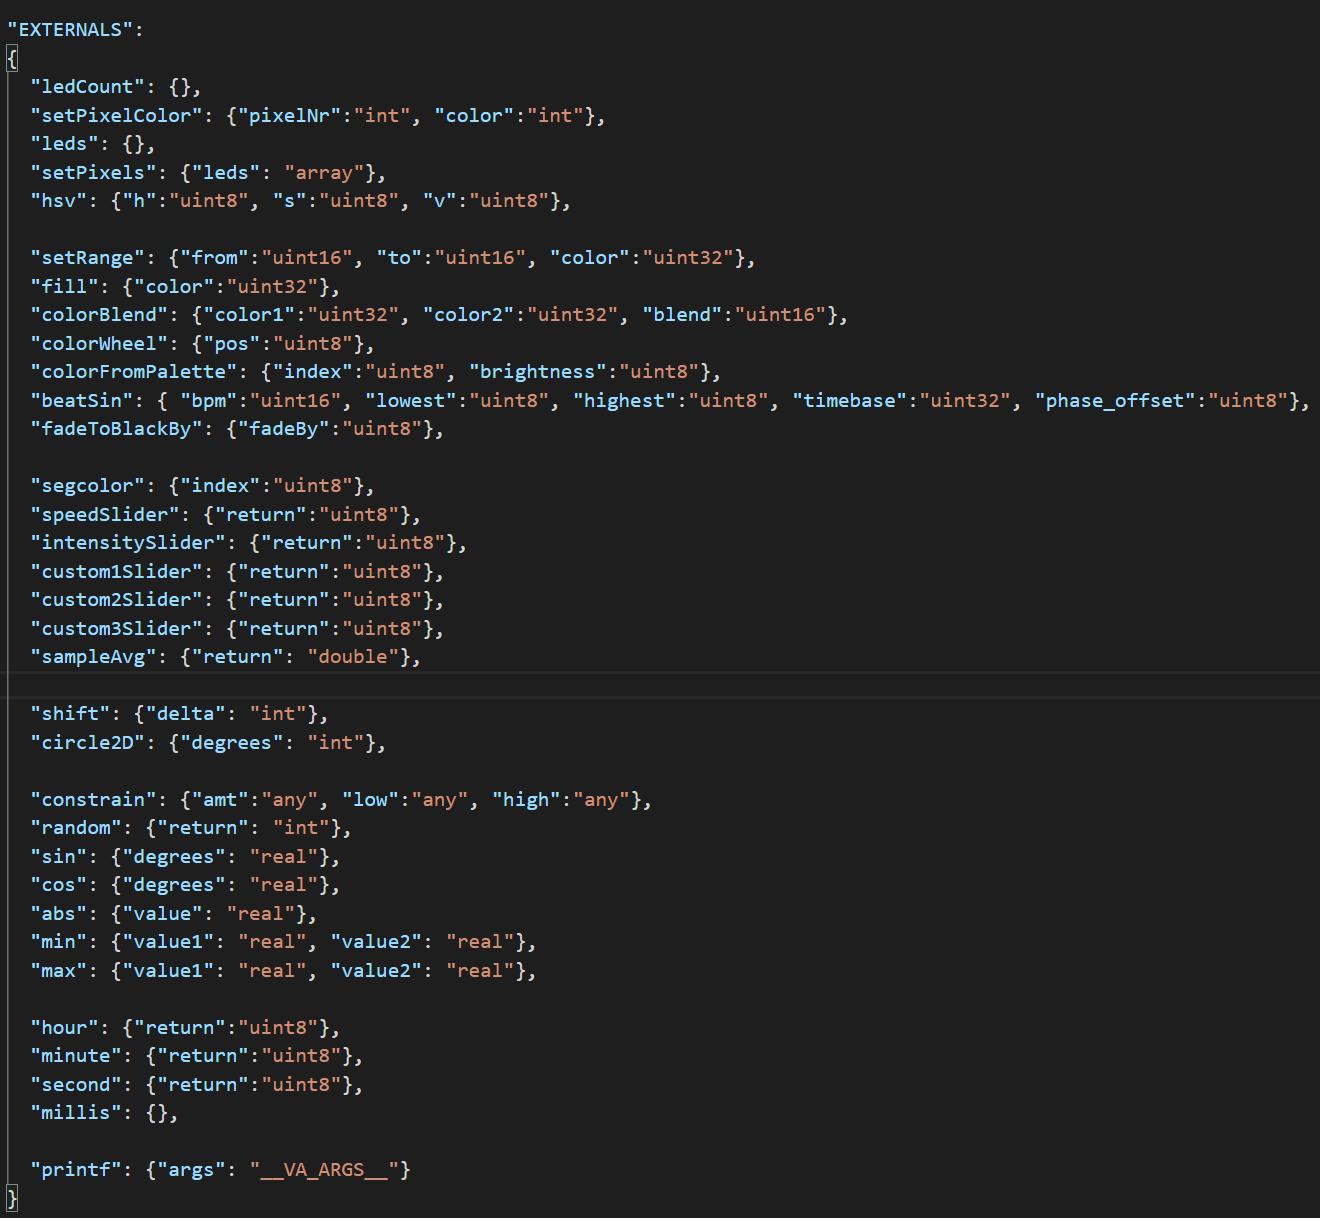 "EXTERNALS":
{
"ledCount": {},
"setPixelColor": {"pixelNr":"int", "color":"int"},
"leds": {},
"setPixels": {"leds": "array"},
"hsv": {"h":"uint8", "s":"uint8", "v":"uint8"},
"setRange": {"from":"uint16", "to":"uint16", "color":"uint32"},
"fill": {"color":"uint32"},
"colorBlend": {"color1":"uint32", "color2":"uint32", "blend":"uint16"},
"colorWheel": {"pos":"uint8"},
"colorFromPalette": {"index":"uint8", "brightness":"uint8"},
"beatSin": { "bpm":"uint16", "lowest":"uint8", "highest":"uint8", "timebase":"uint32", "phase_offset":"uint8"},
"fadeToBlackBy": {"fadeBy":"uint8"},
"segcolor": {"index":"uint8"},
"speedSlider": {"return":"uint8"},
"intensitySlider": {"return":"uint8"},
"custom1Slider": {"return":"uint8"},
"custom2Slider": {"return":"uint8"},
"custom3Slider": {"return":"uint8"},
"sampleAvg": {"return": "double"},
"shift": {"delta": "int"},
"circle2D": {"degrees": "int"},
"constrain": {"amt":"any", "low":"any", "high":"any"},
"random": {"return": "int"},
"sin": {"degrees": "real"},
"cos": {"degrees": "real"},
"abs": {"value": "real"},
"min": {"value1": "real", "value2": "real"},
"max": {"value1": "real", "value2": "real"},
"hour": {"return":"uint8"},
"minute": {"return":"uint8"},
"second": {"return":"uint8"},
"millis": {},
"printf": {"args": "__VA_ARGS__"}
}